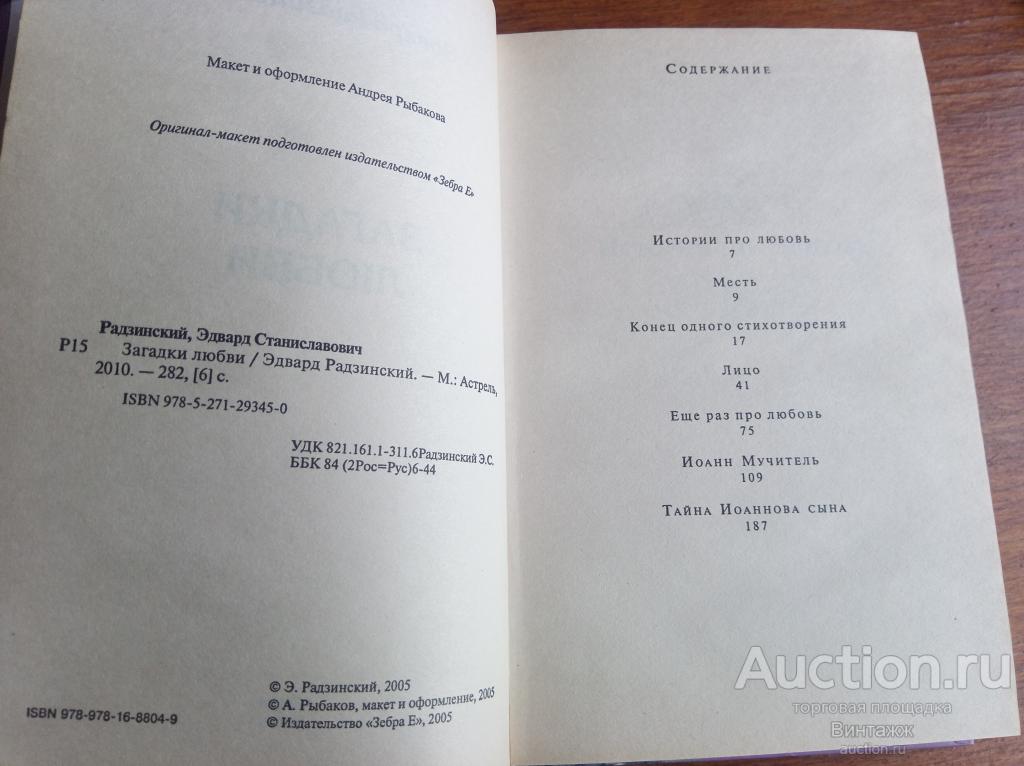 Макет и оформление Андрея Рыбакова
Оригинал-макет подготовлен издательством «Зебра Е»
ЗАГАДКИ
ЛЮБВИ
Радзинский, Эдвард Станиславович
Р15 Загадки любви / Эдвард Радзинский. — М.: Астрель,
2010. — 282, [6] с.
ISBN 978-5-271-29345-0
УДК 821.161.1-311.6Радзинский Э.С.
ББК 84 (2Рос=Рус)6-44
© Э. Радзинский, 2005
© А. Рыбаков, макет и оформление, 2005
© Издательство «Зебра Е», 2005
ISBN 978-978-16-8804-9
Содержание
Истории про любовь
7
Месть
9
Конец одного стихотворения
17
Лицо
41
Еще раз про любовь
75
Иоанн Мучитель
109
Тайна Иоаннова сына
187
Auction.ru
торговая площадка
Винтажж
auction.ru